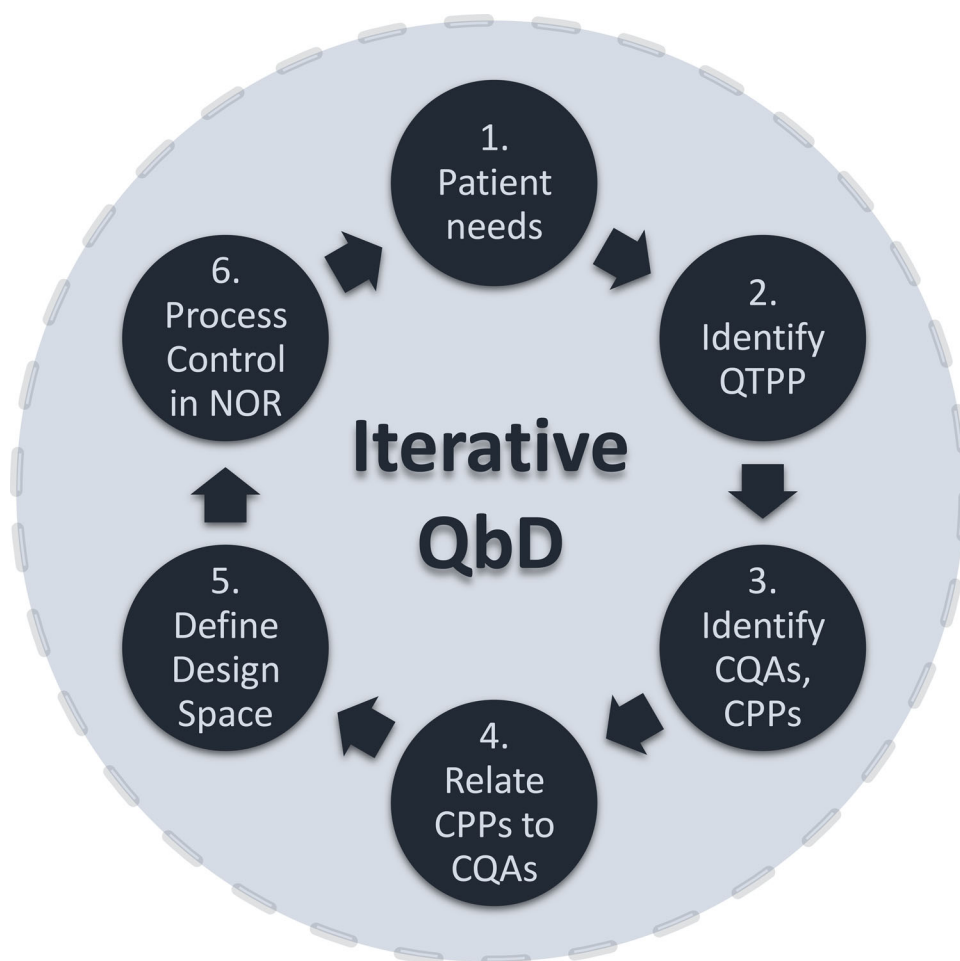 1.
Patient
needs
2.
Identify
QTPP
3.
Identify
CQAs,
CPPs
4.
Relate
CPPs to
CQAs
5.
Define
Design
Space
6.
Process
Control
in NOR
Iterative
QbD